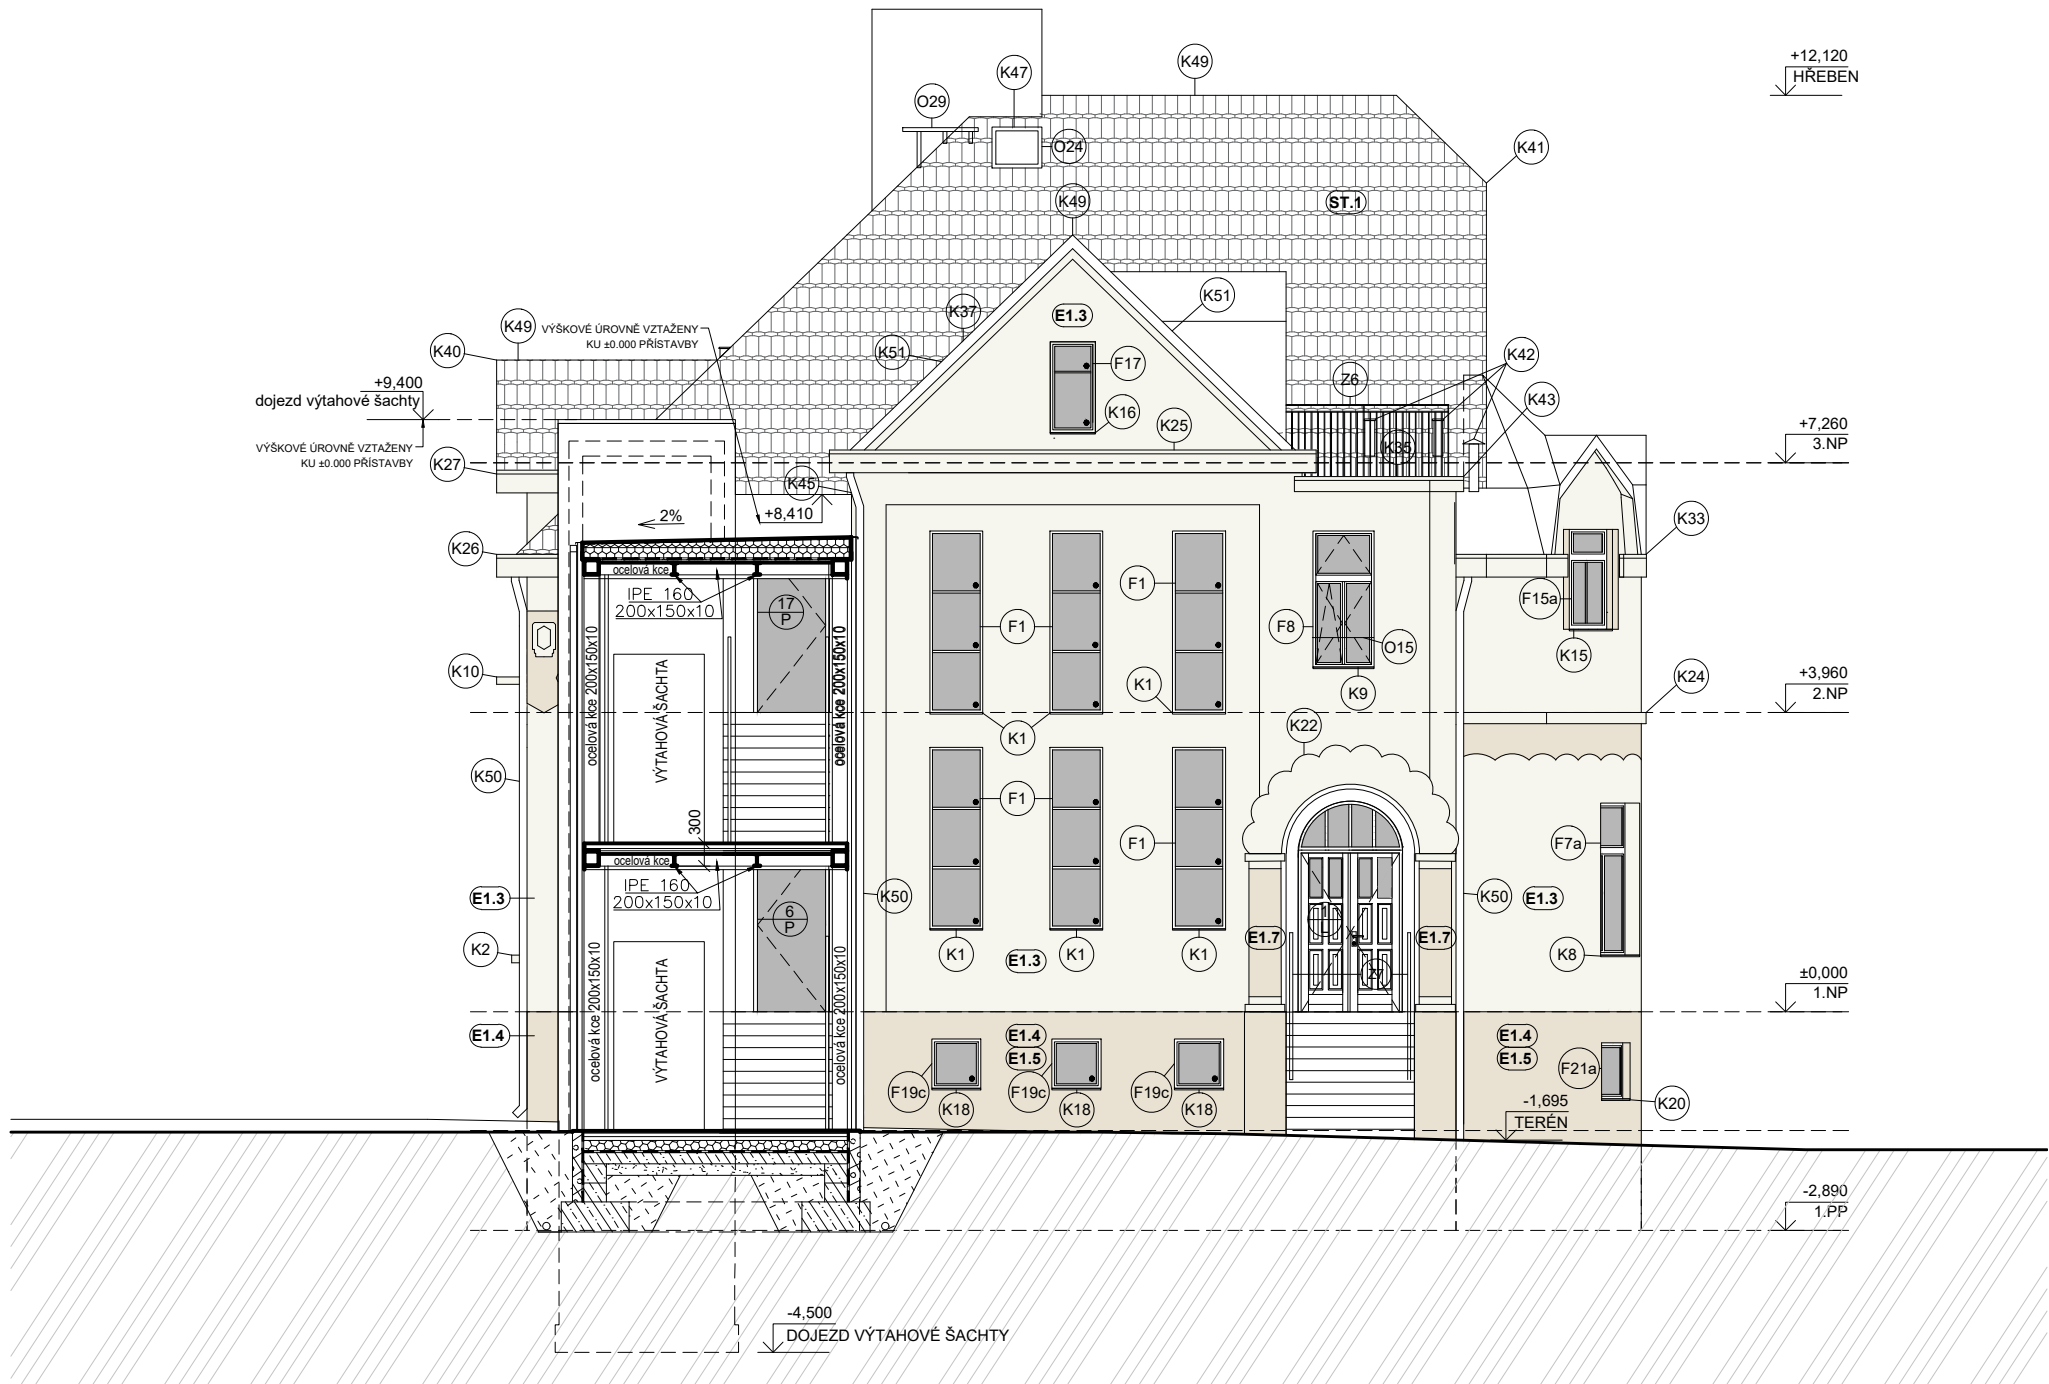 +12,120
HŘEBEN
K49
K47
O29
O24
K41
ST.1
K49
K51
K37
E1.3
K49
VÝŠKOVÉ ÚROVNĚ VZTAŽENY
KU ±0.000 PŘÍSTAVBY
K40
K51
F17
K42
Z6
+9,400
dojezd výtahové šachty
K16
K43
K25
K35
+7,260
3.NP
VÝŠKOVÉ ÚROVNĚ VZTAŽENY
KU ±0.000 PŘÍSTAVBY
K27
K45
+8,410
2%
K33
K26
ocelová kce
IPE 160
200x150x10
17
P
F1
F1
F8
O15
F15a
K15
K10
ocelová kce 200x150x10
VÝTAHOVÁ ŠACHTA
ocelová kce 200x150x10
K1
K9
+3,960
2.NP
K24
K1
K22
K50
F1
300
F1
F7a
ocelová kce
IPE 160
200x150x10
6
P
K50
K50
E1.3
E1.3
1
E1.7
E1.7
K2
K1
K1
K1
E1.3
K8
Z7
±0,000
1.NP
ocelová kce 200x150x10
VÝTAHOVÁ ŠACHTA
ocelová kce 200x150x10
E1.4
E1.4
E1.5
E1.4
E1.5
F19c
F19c
F19c
F21a
K18
K18
K18
K20
-1,695
TERÉN
-2,890
1.PP
-4,500
DOJEZD VÝTAHOVÉ ŠACHTY